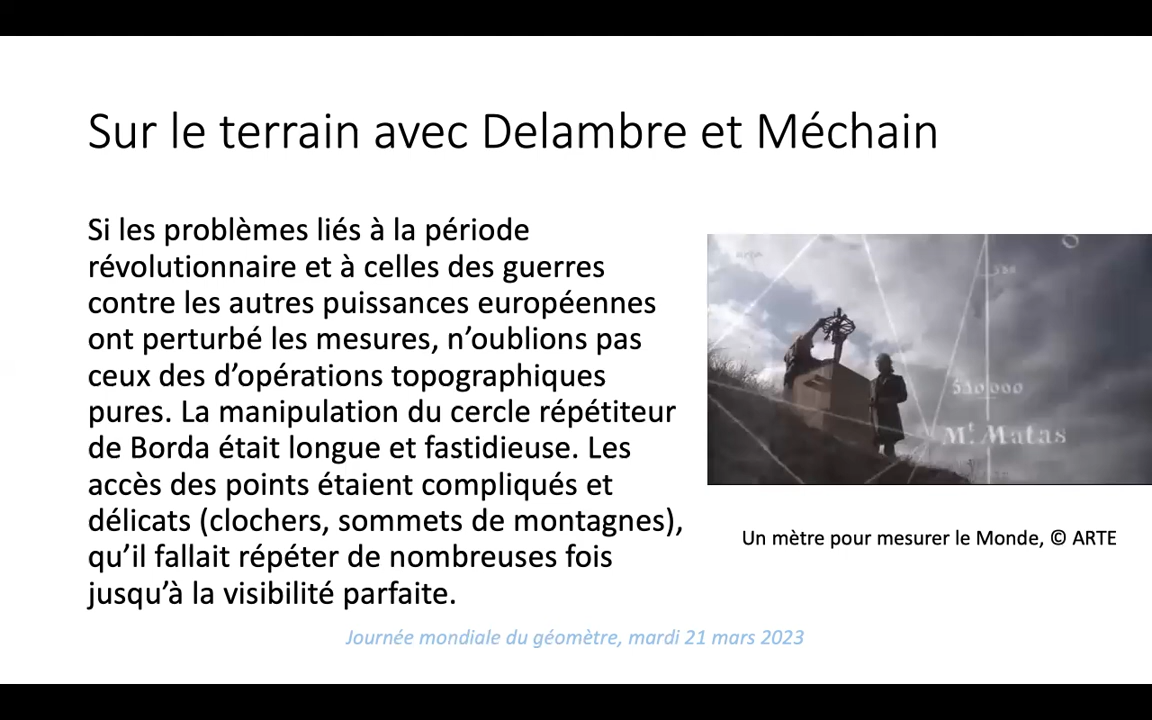 Sur le terrain avec Delambre et Méchain
Si les problèmes liés à la période
révolutionnaire et à celles des guerres
contre les autres puissances européennes
ont perturbé les mesures, n’oublions pas
ceux des d’opérations topographiques
pures. La manipulation du cercle répétiteur
de Borda était longue et fastidieuse. Les
accès des points étaient compliqués et
délicats (clochers, sommets de montagnes),
qu’il fallait répéter de nombreuses fois
jusqu’à la visibilité parfaite.
510,000
Mt. Matas
Un mètre pour mesurer le Monde, © ARTE
Journée mondiale du géomètre, mardi 21 mars 2023